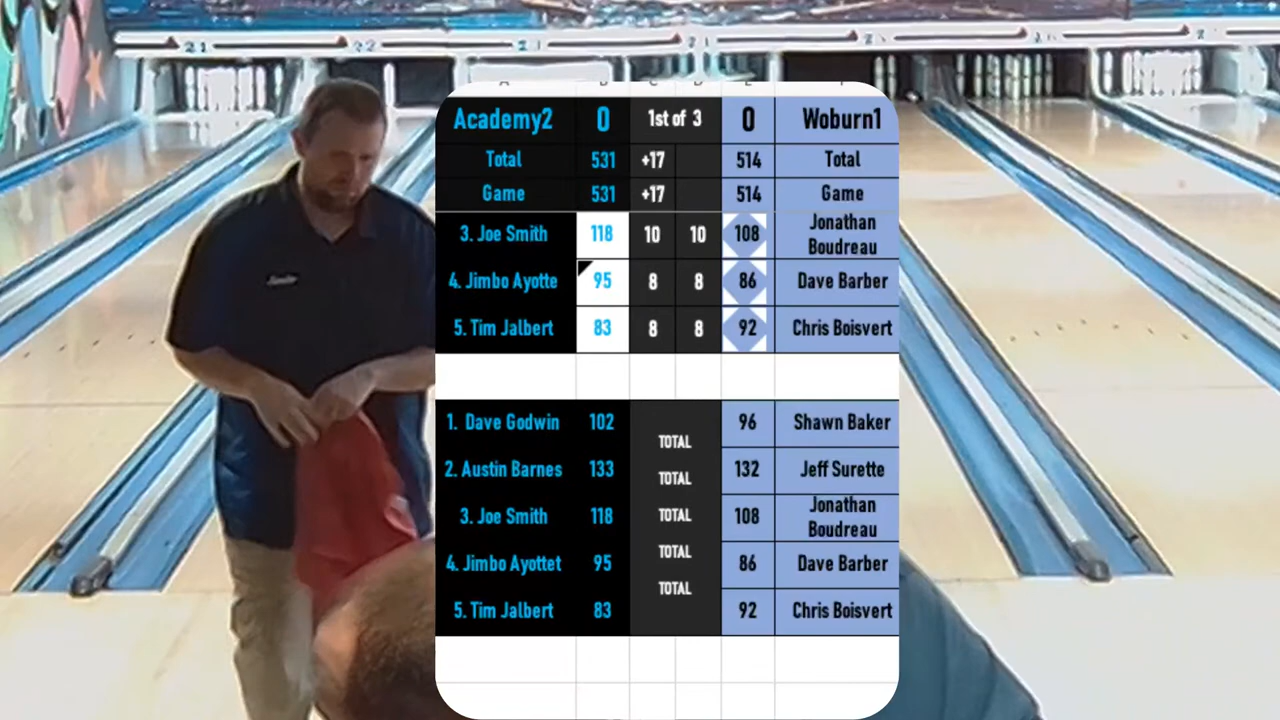 21 22
Academy2 0 1st of 3 0 Woburn1
Total 531 +17 514 Total
Game 531 +17 514 Game
3. Joe Smith 118 10 10 108 Jonathan
Boudreau
4. Jimbo Ayotte 95 8 8 86 Dave Barber
5. Tim Jalbert 83 8 8 92 Chris Boisvert
1. Dave Godwin 102 TOTAL 96 Shawn Baker
2. Austin Barnes 133 TOTAL 132 Jeff Surette
3. Joe Smith 118 TOTAL 108 Jonathan
Boudreau
4. Jimbo Ayottet 95 TOTAL 86 Dave Barber
5. Tim Jalbert 83 TOTAL 92 Chris Boisvert